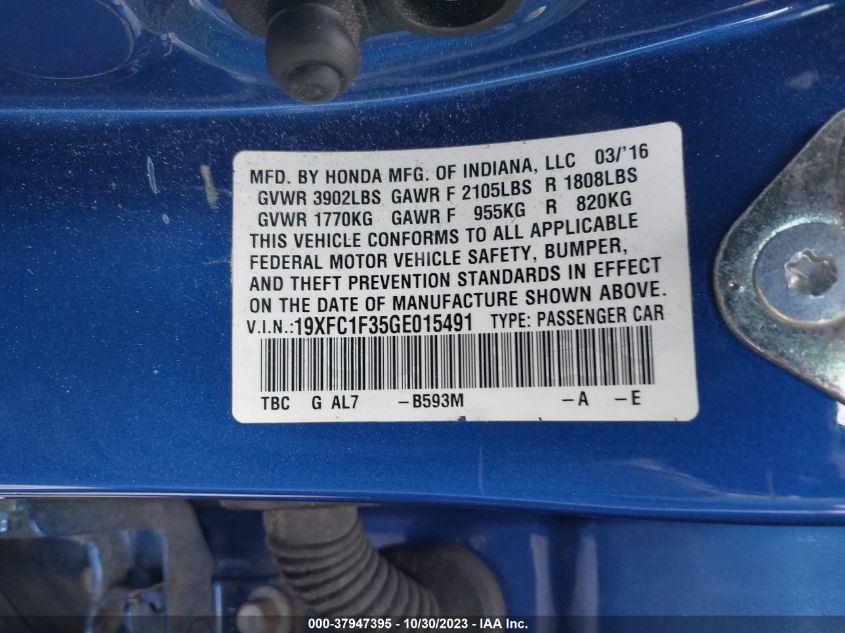 MFD. BY HONDA MFG. OF INDIANA, LLC 03/'16
GVWR 3902LBS GAWR F 2105LBS R 1808LBS
GVWR 1770KG GAWR F 955KG R 820KG
THIS VEHICLE CONFORMS TO ALL APPLICABLE
FEDERAL MOTOR VEHICLE SAFETY, BUMPER,
AND THEFT PREVENTION STANDARDS IN EFFECT
ON THE DATE OF MANUFACTURE SHOWN ABOVE.
V.I.N.:19XFC1F35GE015491 TYPE: PASSENGER CAR
TBC G AL7 -B593M -A -E
000-37947395 - 10/30/2023 - IAA Inc.